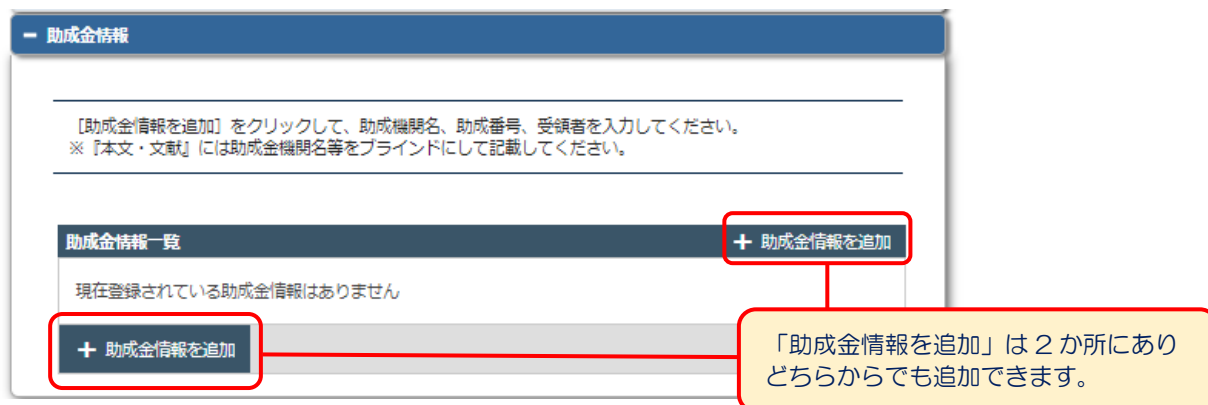 − 助成金情報
［助成金情報を追加］をクリックして、助成機関名、助成番号、受領者を入力してください。
※『本文・文献』には助成金機関名等をブラインドにして記載してください。
助成金情報一覧
＋ 助成金情報を追加
現在登録されている助成金情報はありません
＋ 助成金情報を追加
「助成金情報を追加」は２か所にあり
どちらからでも追加できます。